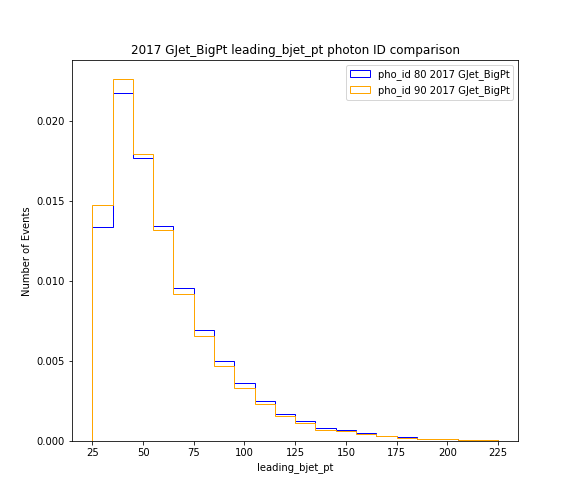 2017 GJet_BigPt leading_bjet_pt photon ID comparison
pho_id 80 2017 GJet_BigPt
pho_id 90 2017 GJet_BigPt
Number of Events
0.020
0.015
0.010
0.005
0.000
25 50 75 100 125 150 175 200 225
leading_bjet_pt